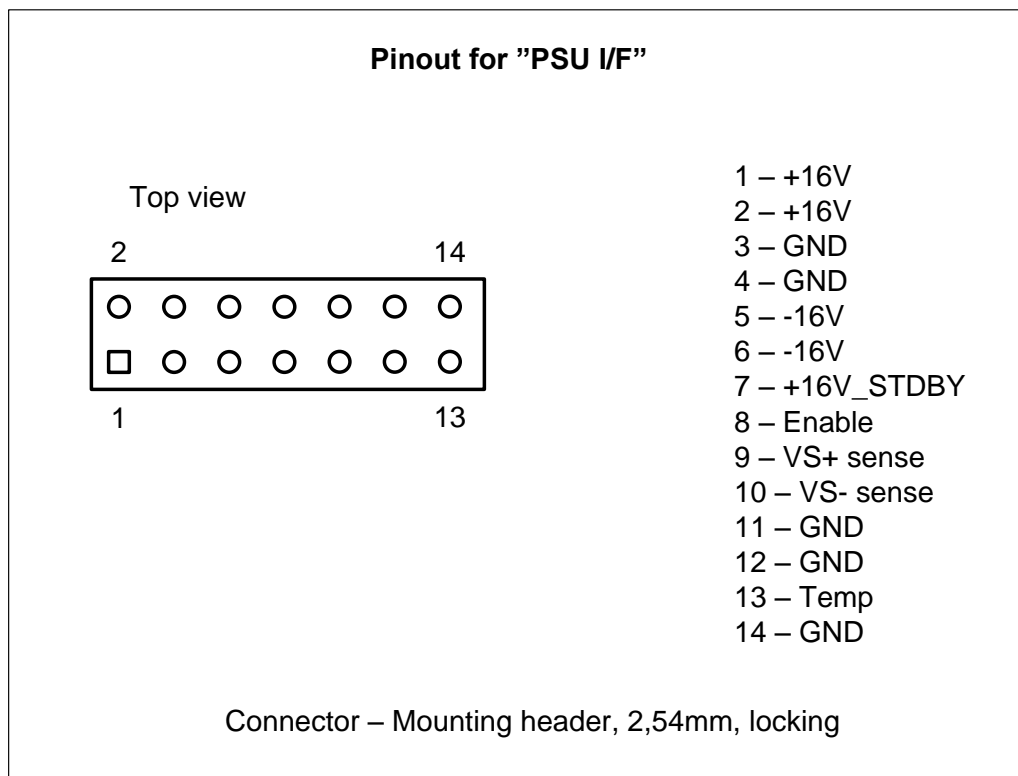 Pinout for ”PSU I/F”
Top view
2 14
1 13
1 – +16V
2 – +16V
3 – GND
4 – GND
5 – -16V
6 – -16V
7 – +16V_STDBY
8 – Enable
9 – VS+ sense
10 – VS- sense
11 – GND
12 – GND
13 – Temp
14 – GND
Connector – Mounting header, 2,54mm, locking